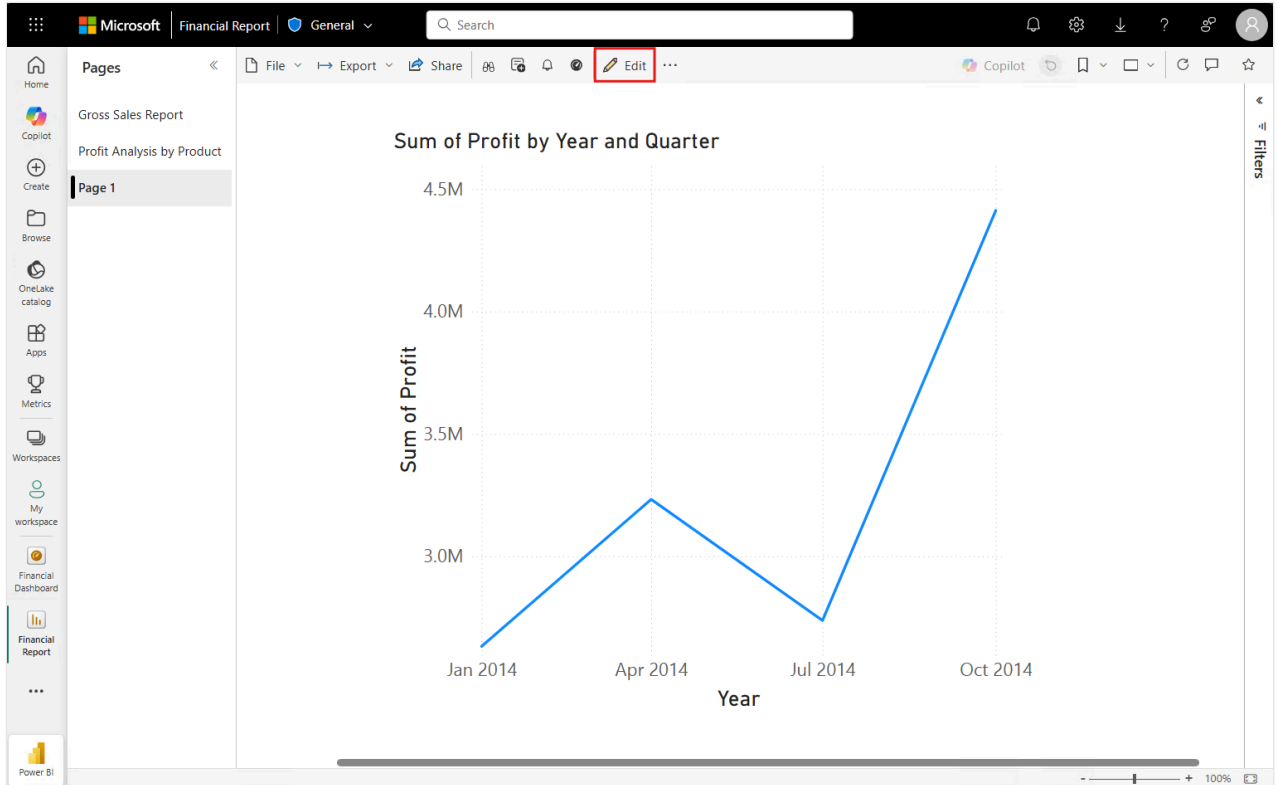 Microsoft Financial Report General Search
Home
Copilot
Create
Browse
OneLake
catalog
Apps
Metrics
Workspaces
My
workspace
Financial
Dashboard
Financial
Report
Power BI
Pages
Gross Sales Report
Profit Analysis by Product
Page 1
File Export Share Edit Copilot
Filters
Sum of Profit by Year and Quarter
Sum of Profit
4.5M
4.0M
3.5M
3.0M
Jan 2014 Apr 2014 Jul 2014 Oct 2014
Year
- + 100%